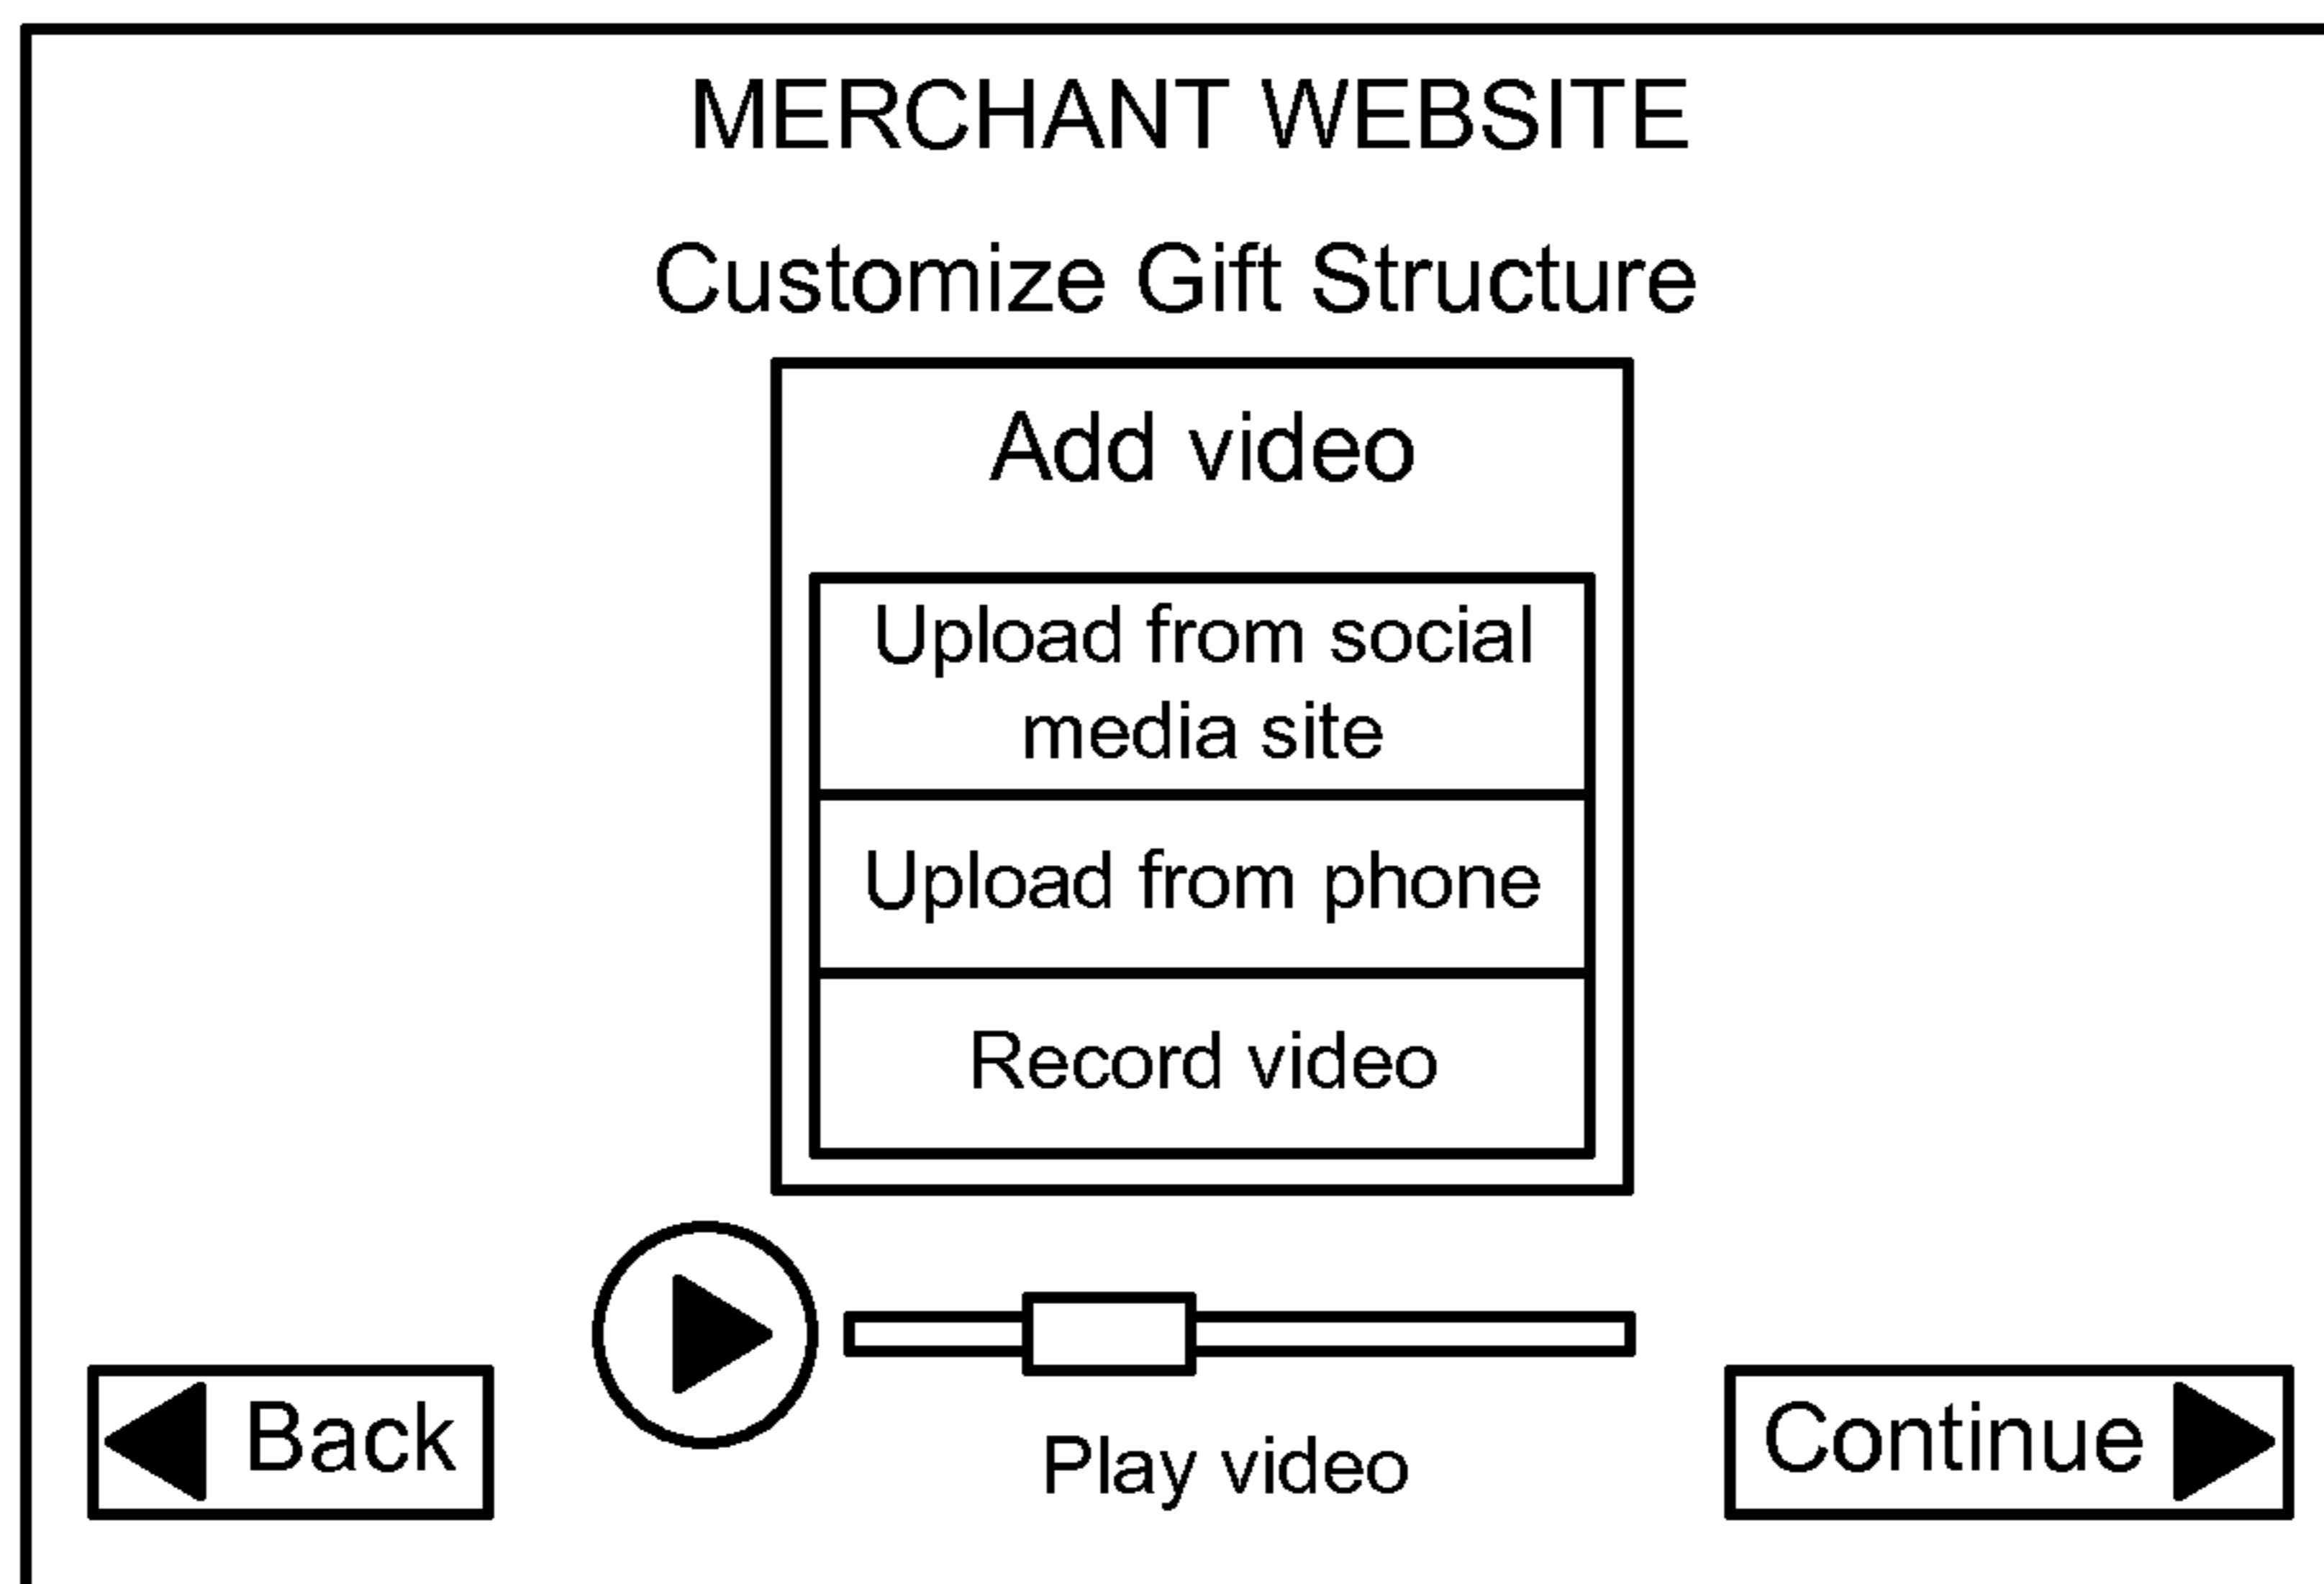 MERCHANT WEBSITE
Customize Gift Structure
Add video
Upload from social
media site
Upload from phone
Record video
Back
Play video
Continue